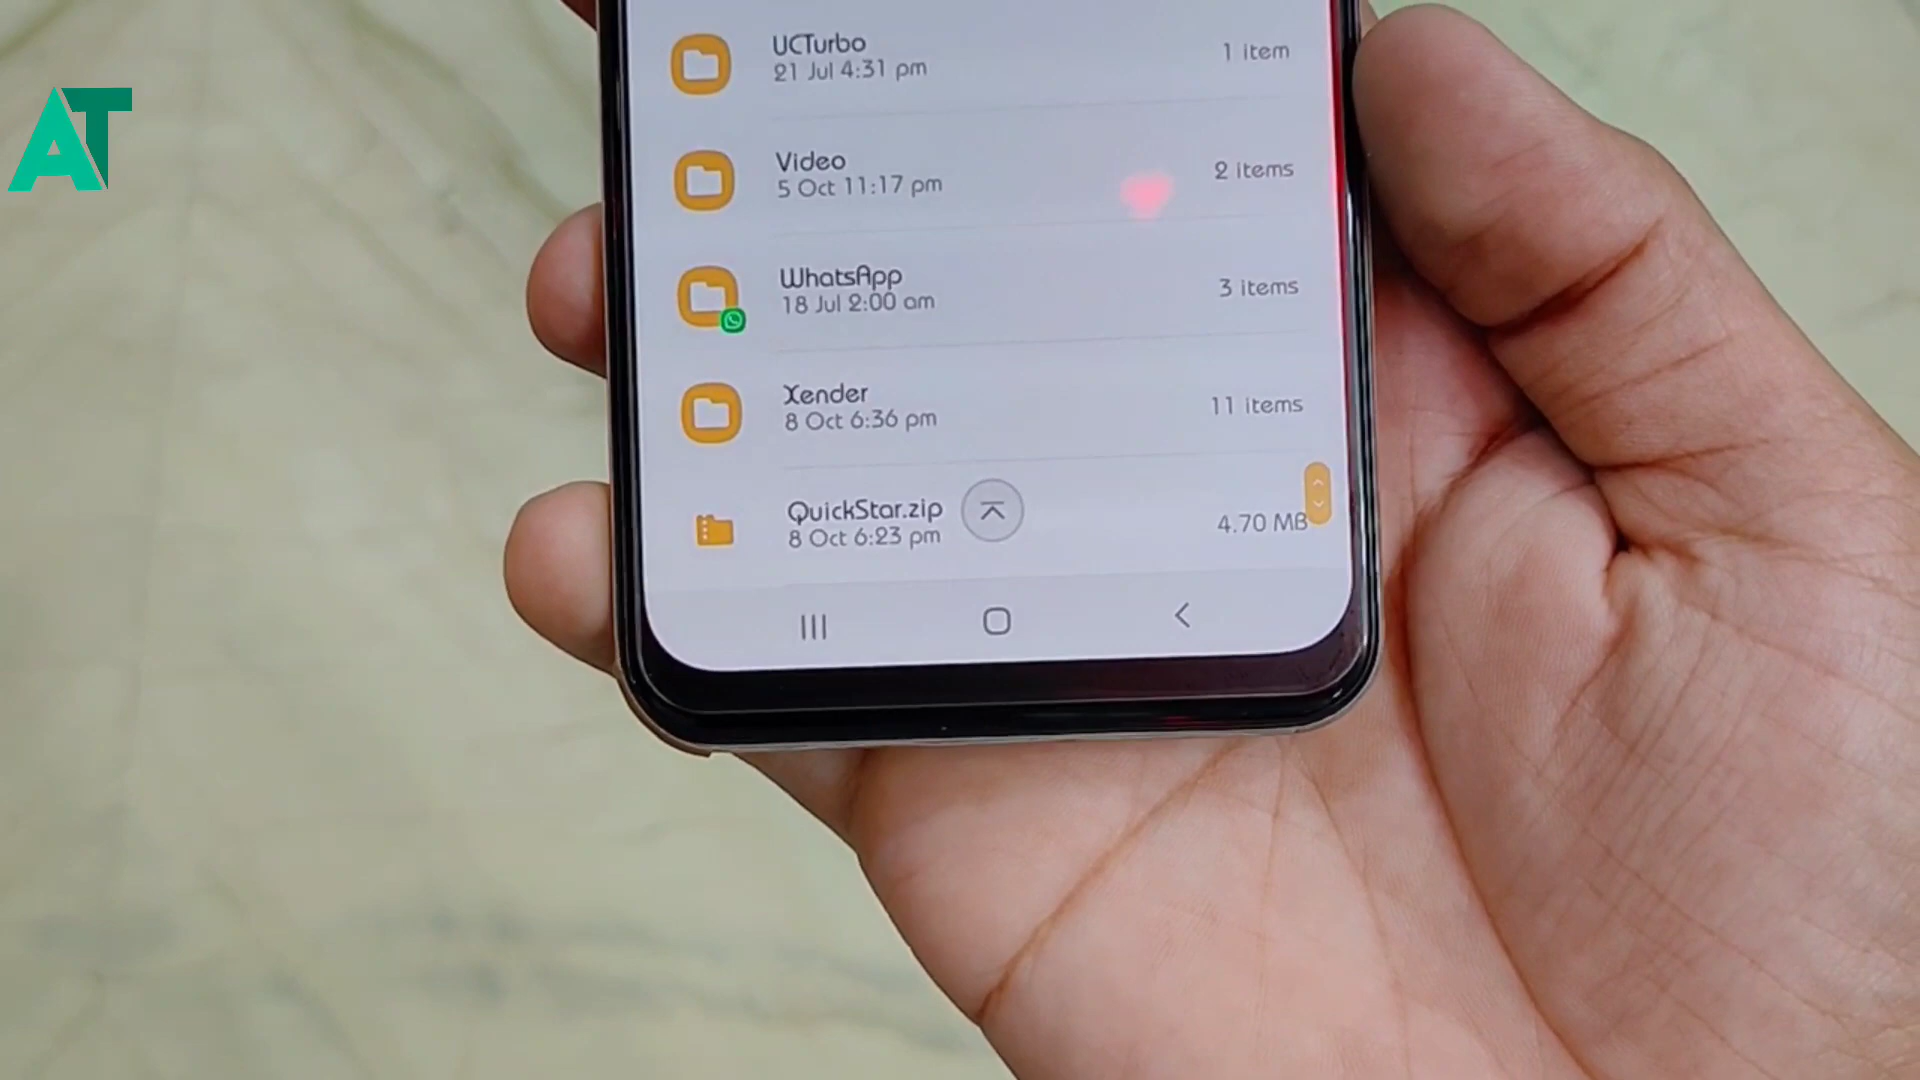 AT
UCTurbo
21 Jul 4:31 pm
1 item
Video
5 Oct 11:17 pm
2 items
WhatsApp
18 Jul 2:00 am
3 items
Xender
8 Oct 6:36 pm
11 items
QuickStar.zip
8 Oct 6:23 pm
4.70 MB